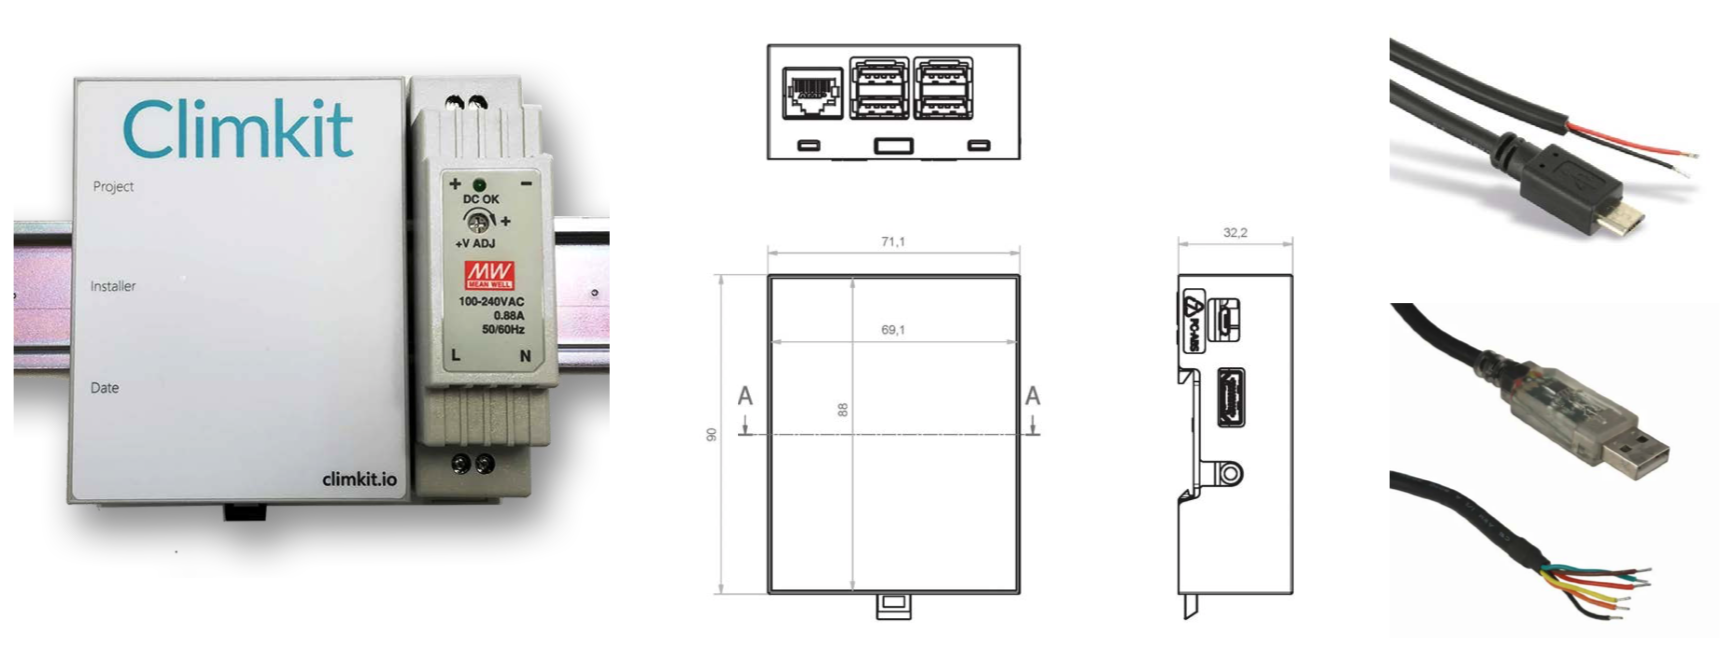 Climkit
Project
Installer
Date
climkit.io
+ -
DC OK
+
+V ADJ
MW
MEAN WELL
100-240VAC
0.88A
50/60Hz
L N
71,1
69,1
A A
90
88
32,2
PC-ABS